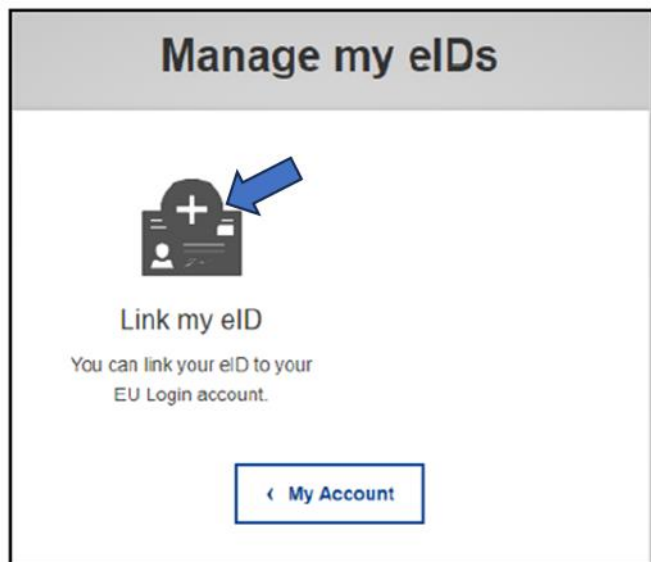 Manage my eIDs
Link my eID
You can link your eID to your
EU Login account.
‹ My Account